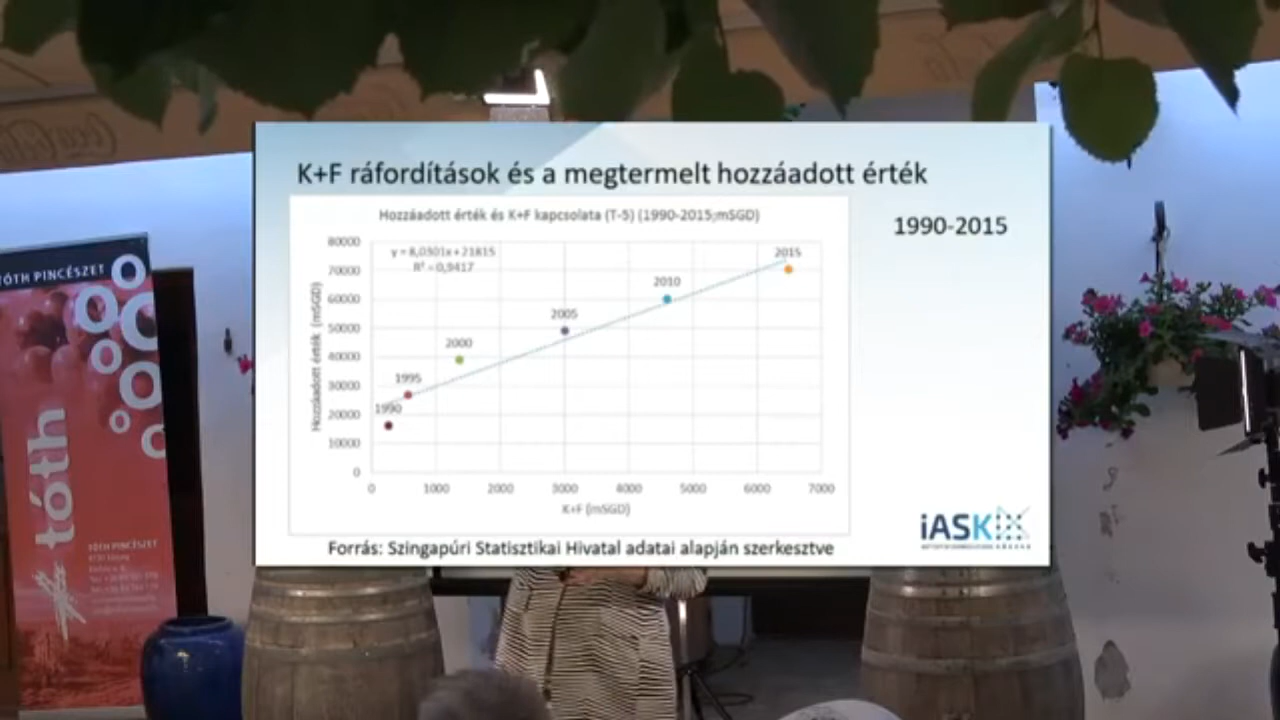 K+F ráfordítások és a megtermelt hozzáadott érték
1990-2015
Hozzáadott érték és K+F kapcsolata (T-5) (1990-2015;mSGD)
y = 8,0301x+21815
R² = 0,9417
Hozzáadott érték (mSGD)
80000
70000
60000
50000
40000
30000
20000
10000
0
1990
1995
2000
2005
2010
2015
0 1000 2000 3000 4000 5000 6000 7000
K+F (mSGD)
Forrás: Szingapúri Statisztikai Hivatal adatai alapján szerkesztve
iASK
TÓTH PINCÉSZET
tóth
TÓTH PINCÉSZET